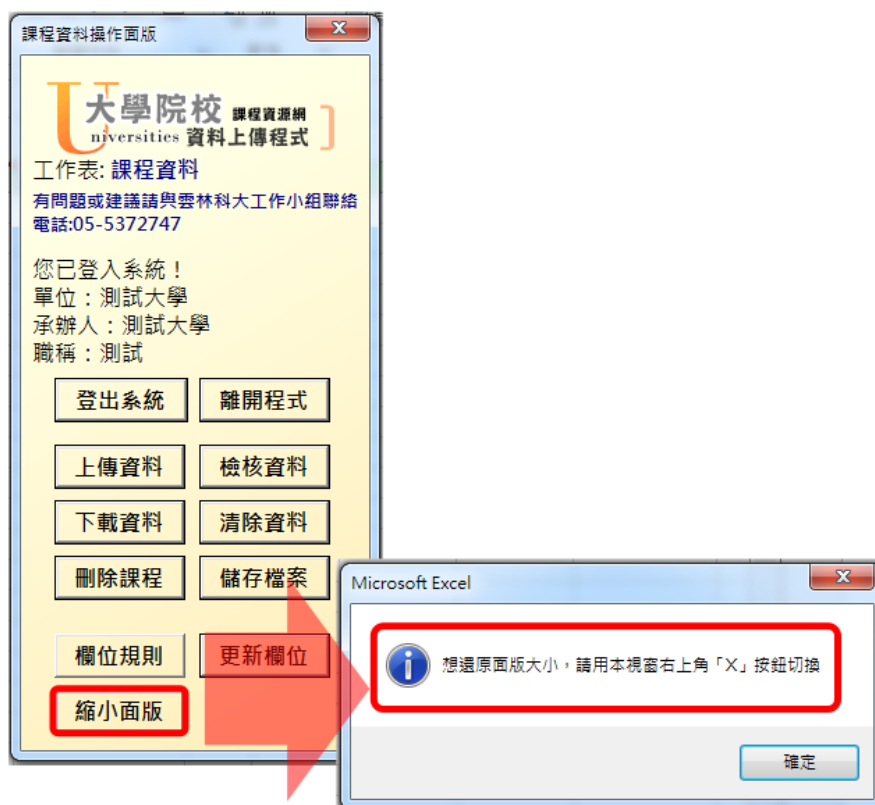 課程資料操作面版
X
大學院校 課程資源網
Universities 資料上傳程式
工作表: 課程資料
有問題或建議請與雲林科大工作小組聯絡
電話:05-5372747
您已登入系統！
單位：測試大學
承辦人：測試大學
職稱：測試
登出系統 離開程式
上傳資料 檢核資料
下載資料 清除資料
刪除課程 儲存檔案
欄位規則 更新欄位
縮小面版
Microsoft Excel
X
想還原面版大小，請用本視窗右上角「X」按鈕切換
確定